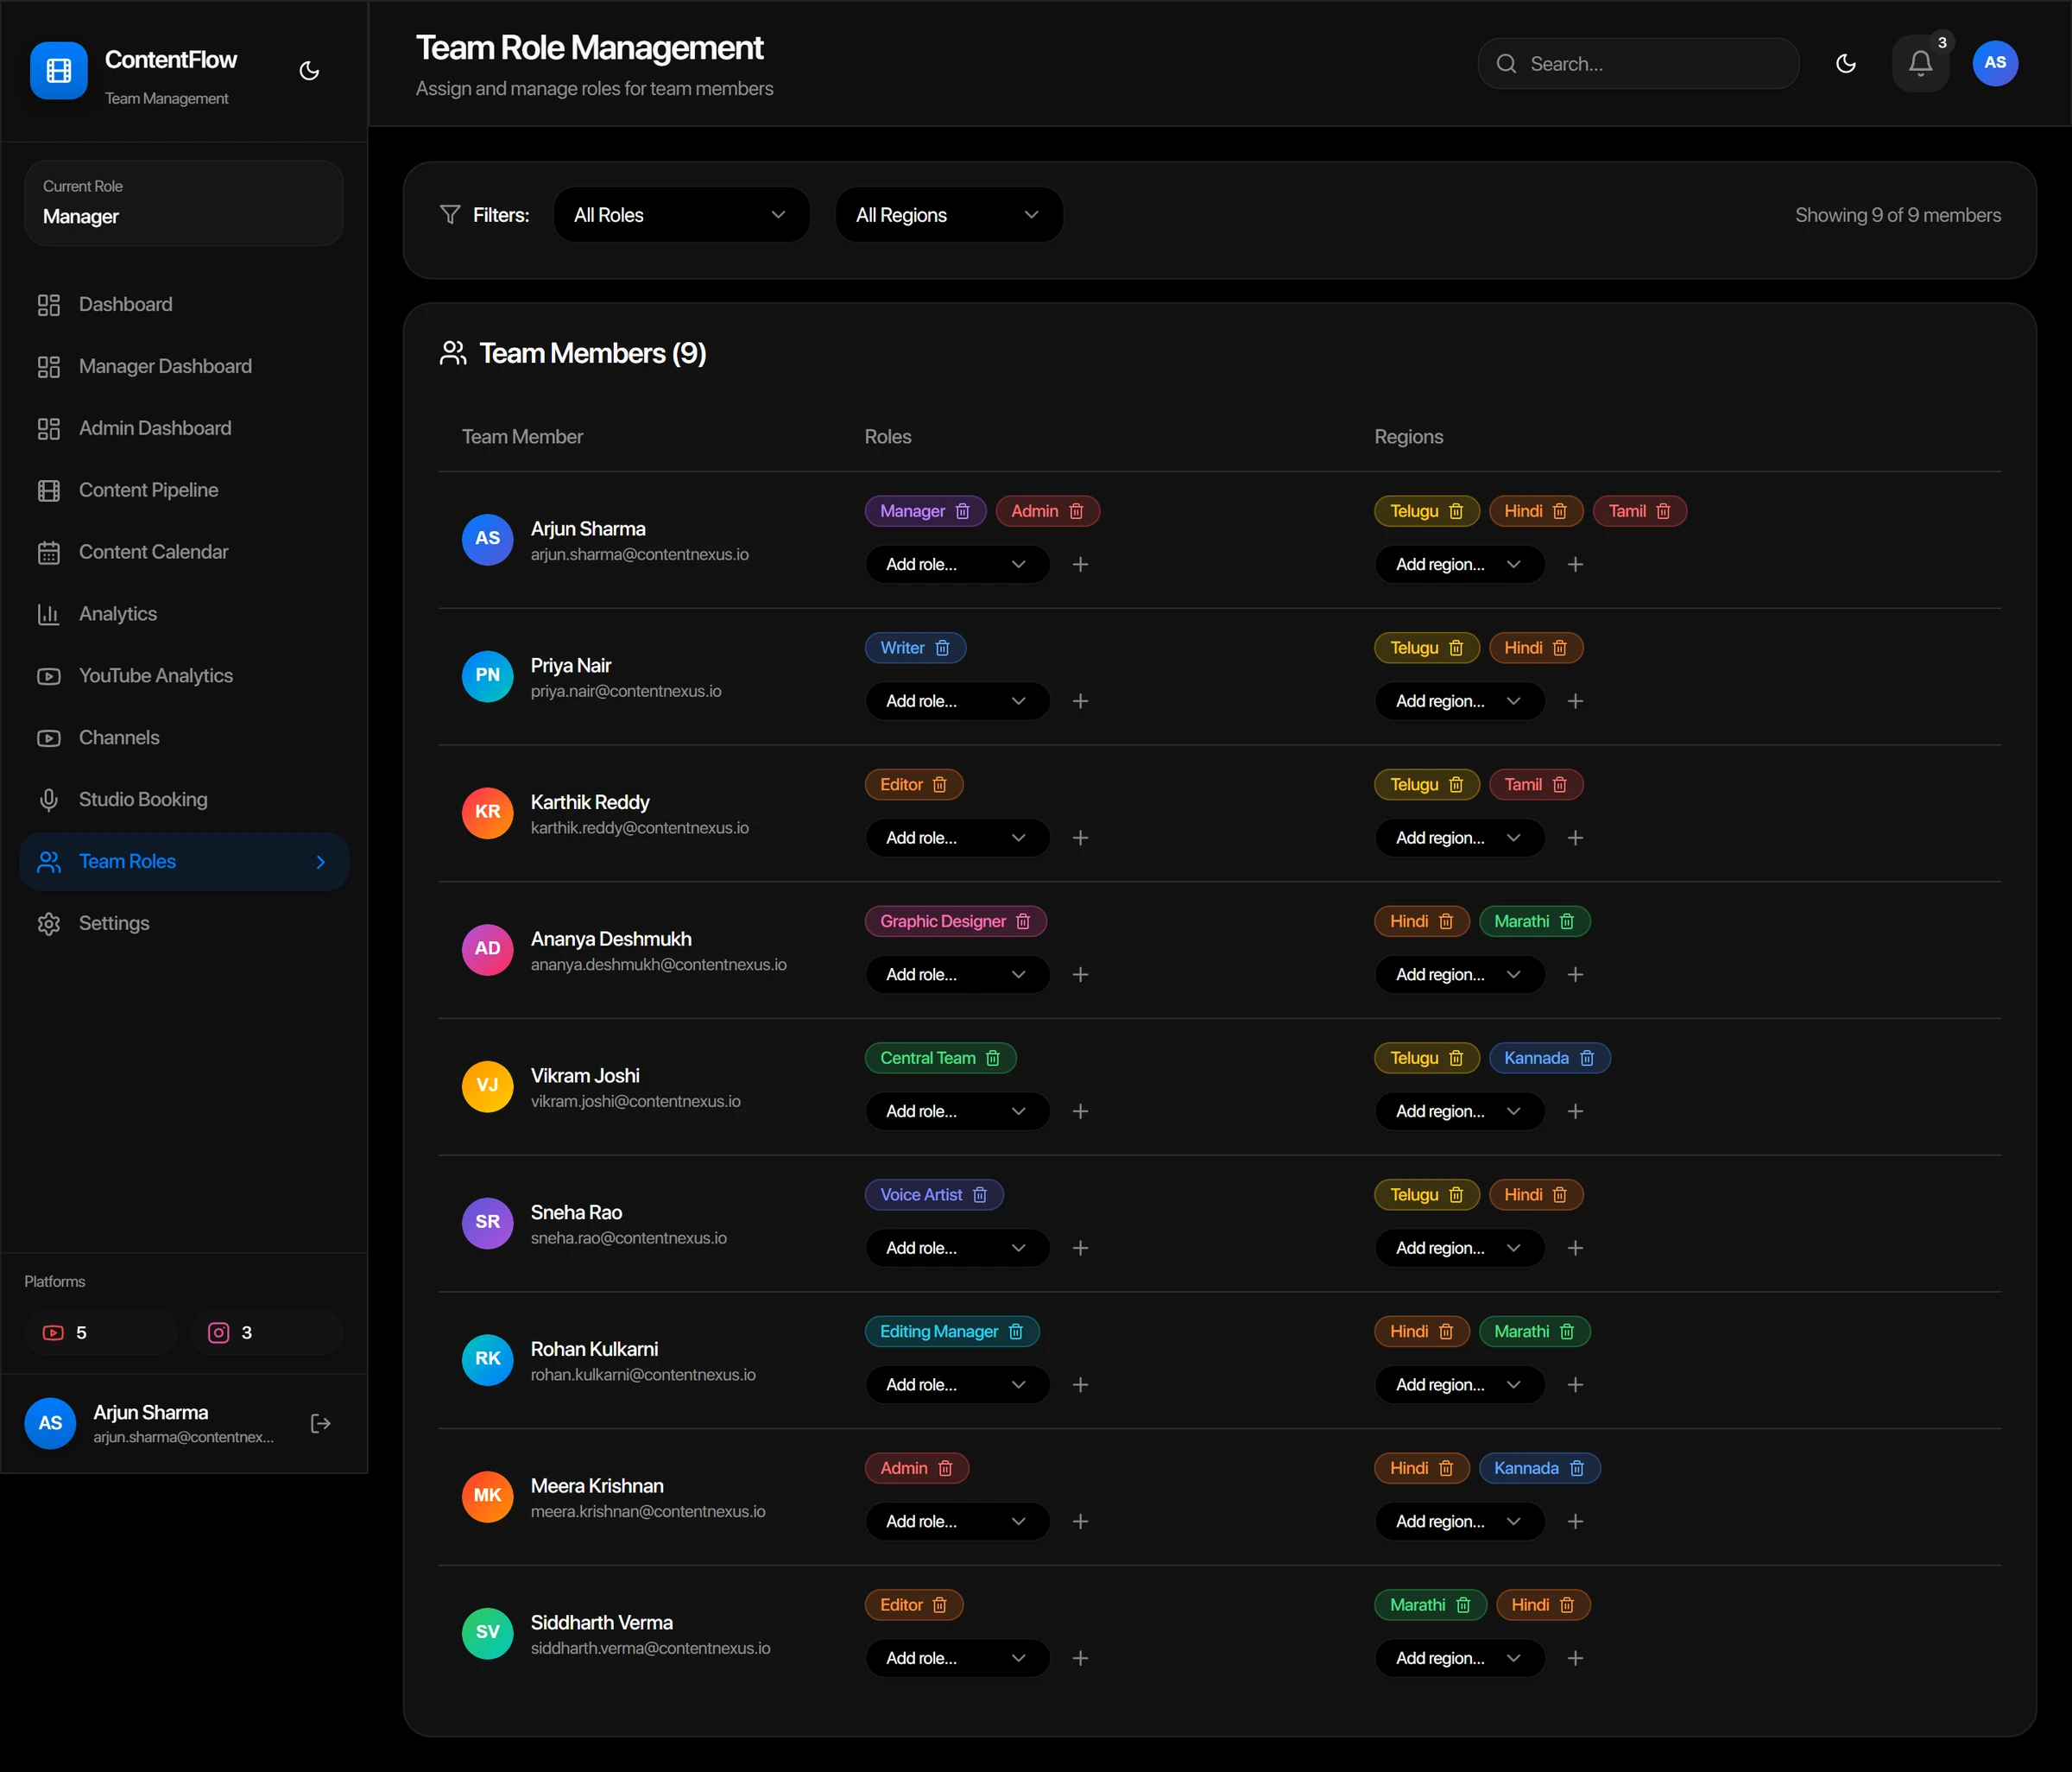 ContentFlow
Team Management
Current Role
Manager
Dashboard
Manager Dashboard
Admin Dashboard
Content Pipeline
Content Calendar
Analytics
YouTube Analytics
Channels
Studio Booking
Team Roles
Settings
Platforms
5 3
AS Arjun Sharma
arjun.sharma@contentnex...
Team Role Management
Assign and manage roles for team members
Search... 3 AS
Filters: All Roles All Regions Showing 9 of 9 members
Team Members (9)
Team Member Roles Regions
AS Arjun Sharma
arjun.sharma@contentnexus.io
Manager Admin Telugu Hindi Tamil
Add role... Add region...
PN Priya Nair
priya.nair@contentnexus.io
Writer Telugu Hindi
Add role... Add region...
KR Karthik Reddy
karthik.reddy@contentnexus.io
Editor Telugu Tamil
Add role... Add region...
AD Ananya Deshmukh
ananya.deshmukh@contentnexus.io
Graphic Designer Hindi Marathi
Add role... Add region...
VJ Vikram Joshi
vikram.joshi@contentnexus.io
Central Team Telugu Kannada
Add role... Add region...
SR Sneha Rao
sneha.rao@contentnexus.io
Voice Artist Telugu Hindi
Add role... Add region...
RK Rohan Kulkarni
rohan.kulkarni@contentnexus.io
Editing Manager Hindi Marathi
Add role... Add region...
MK Meera Krishnan
meera.krishnan@contentnexus.io
Admin Hindi Kannada
Add role... Add region...
SV Siddharth Verma
siddharth.verma@contentnexus.io
Editor Marathi Hindi
Add role... Add region...